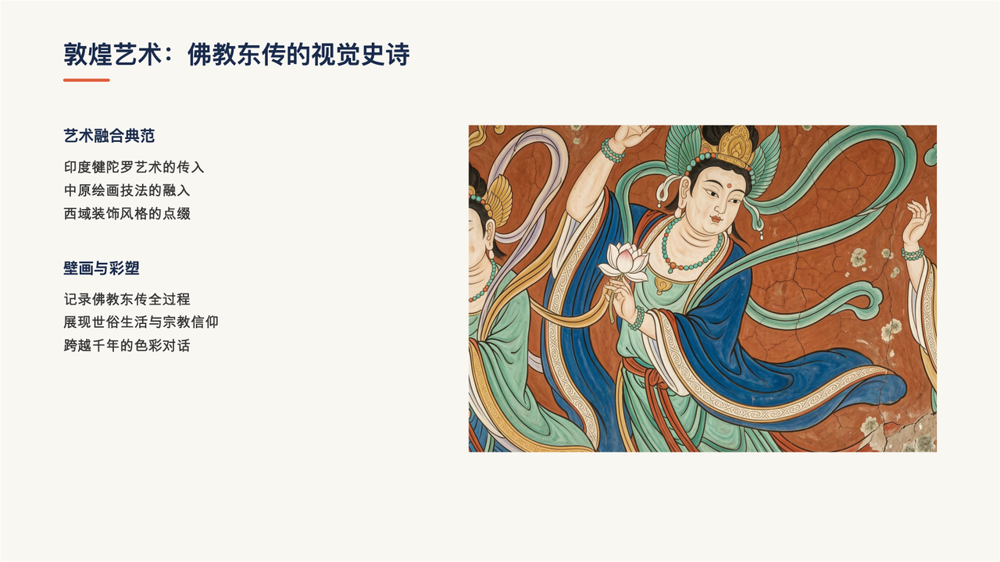 敦煌艺术：佛教东传的视觉史诗
艺术融合典范
印度犍陀罗艺术的传入
中原绘画技法的融入
西域装饰风格的点缀
壁画与彩塑
记录佛教东传全过程
展现世俗生活与宗教信仰
跨越千年的色彩对话